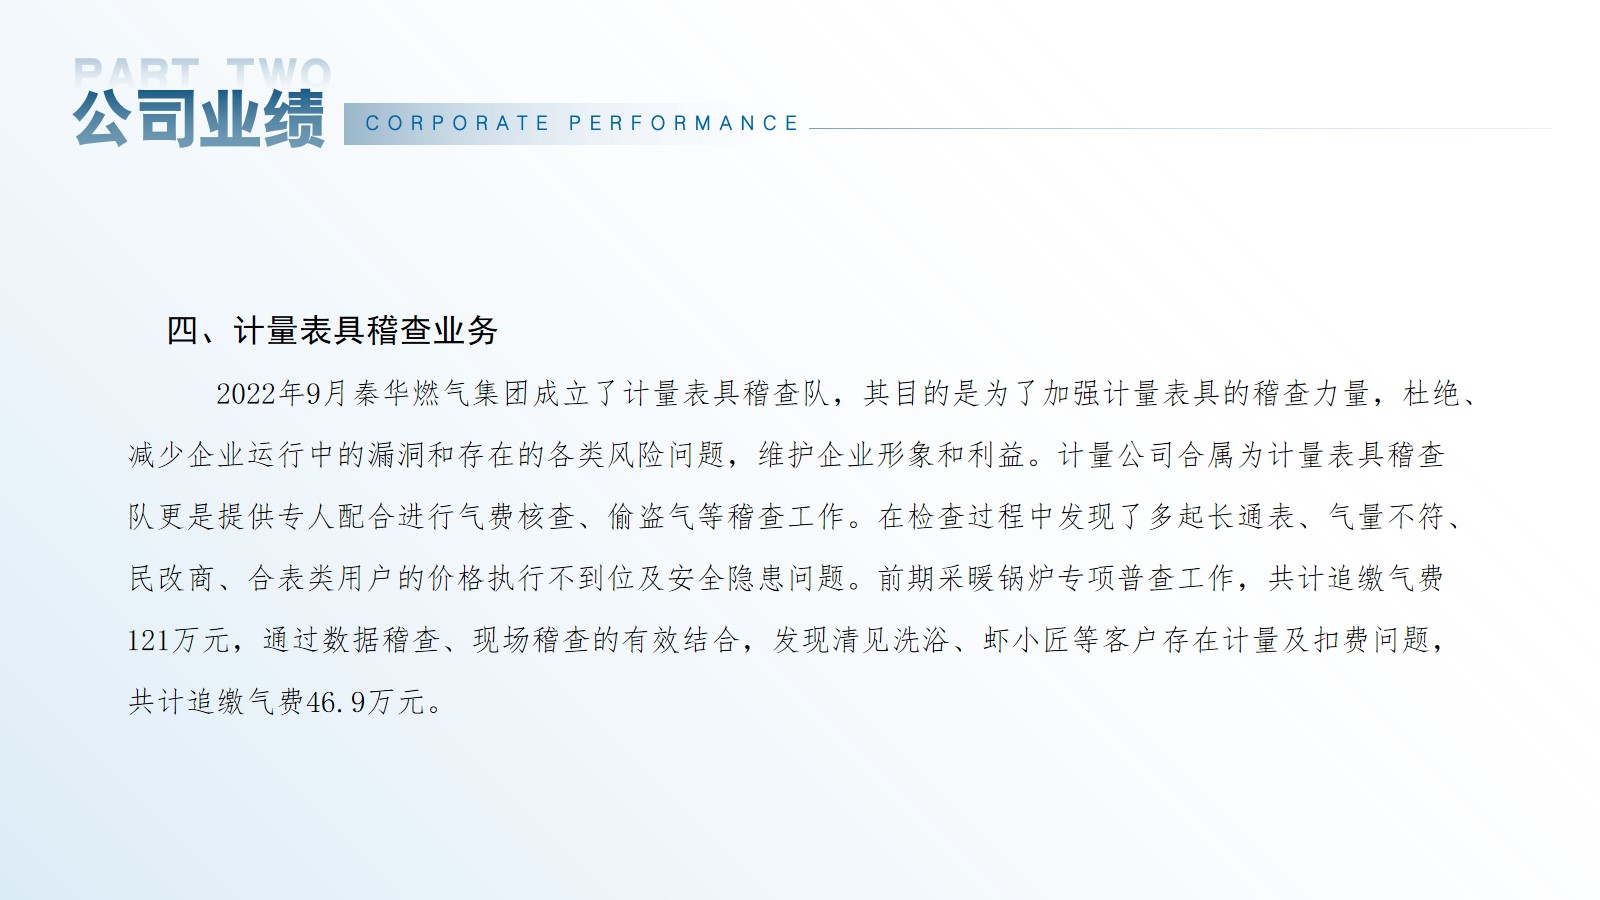 PART TWO
公司业绩
CORPORATE PERFORMANCE
四、计量表具稽查业务
2022年9月秦华燃气集团成立了计量表具稽查队，其目的是为了加强计量表具的稽查力量，杜绝、
减少企业运行中的漏洞和存在的各类风险问题，维护企业形象和利益。计量公司合属为计量表具稽查
队更是提供专人配合进行气费核查、偷盗气等稽查工作。在检查过程中发现了多起长通表、气量不符、
民改商、合表类用户的价格执行不到位及安全隐患问题。前期采暖锅炉专项普查工作，共计追缴气费
121万元，通过数据稽查、现场稽查的有效结合，发现清见洗浴、虾小匠等客户存在计量及扣费问题，
共计追缴气费46.9万元。